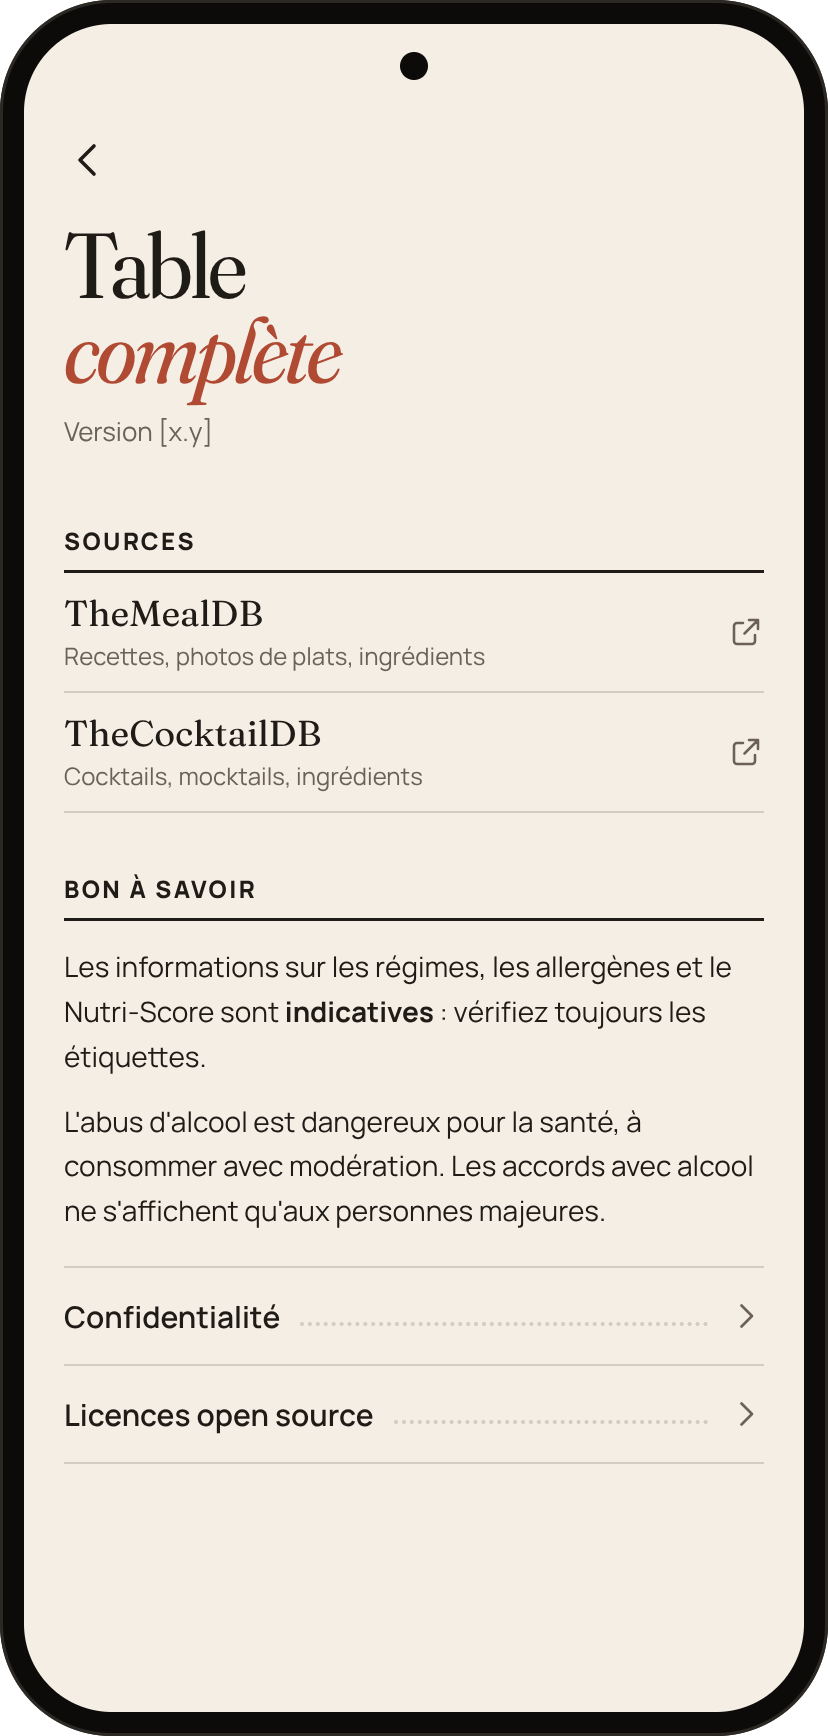 Table
complète
Version [x.y]
SOURCES
TheMealDB
Recettes, photos de plats, ingrédients
TheCocktailDB
Cocktails, mocktails, ingrédients
BON À SAVOIR
Les informations sur les régimes, les allergènes et le
Nutri-Score sont indicatives : vérifiez toujours les
étiquettes.
L'abus d'alcool est dangereux pour la santé, à
consommer avec modération. Les accords avec alcool
ne s'affichent qu'aux personnes majeures.
Confidentialité
Licences open source